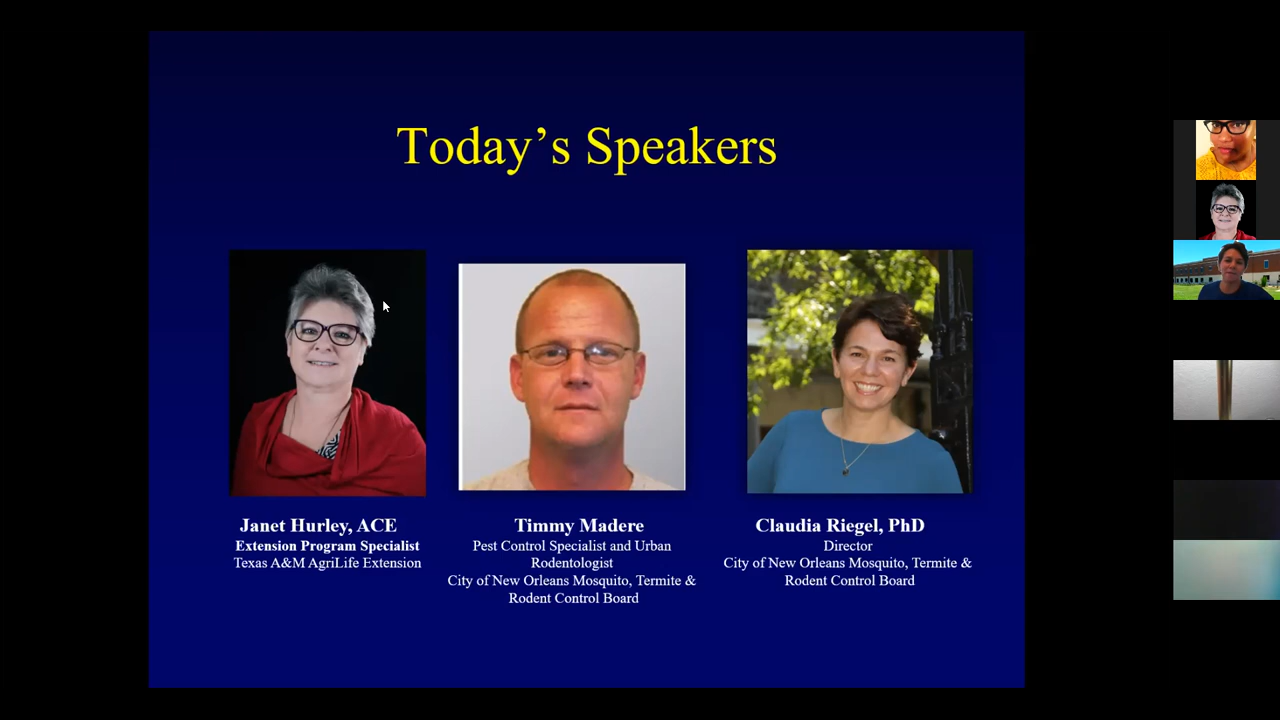 Today's Speakers
Janet Hurley, ACE
Extension Program Specialist
Texas A&M AgriLife Extension
Timmy Madere
Pest Control Specialist and Urban
Rodentologist
City of New Orleans Mosquito, Termite &
Rodent Control Board
Claudia Riegel, PhD
Director
City of New Orleans Mosquito, Termite &
Rodent Control Board